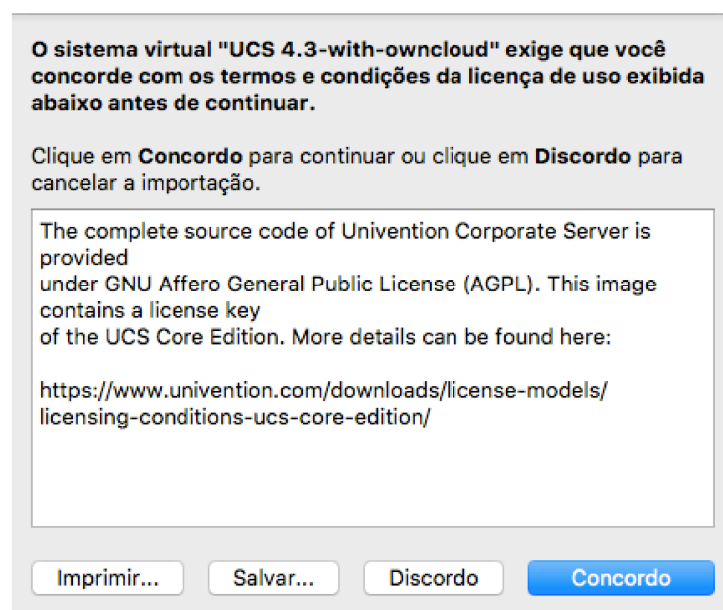 O sistema virtual "UCS 4.3-with-owncloud" exige que você
concorde com os termos e condições da licença de uso exibida
abaixo antes de continuar.
Clique em Concordo para continuar ou clique em Discordo para
cancelar a importação.
The complete source code of Univention Corporate Server is
provided
under GNU Affero General Public License (AGPL). This image
contains a license key
of the UCS Core Edition. More details can be found here:
https://www.univention.com/downloads/license-models/
licensing-conditions-ucs-core-edition/
Imprimir... Salvar... Discordo Concordo